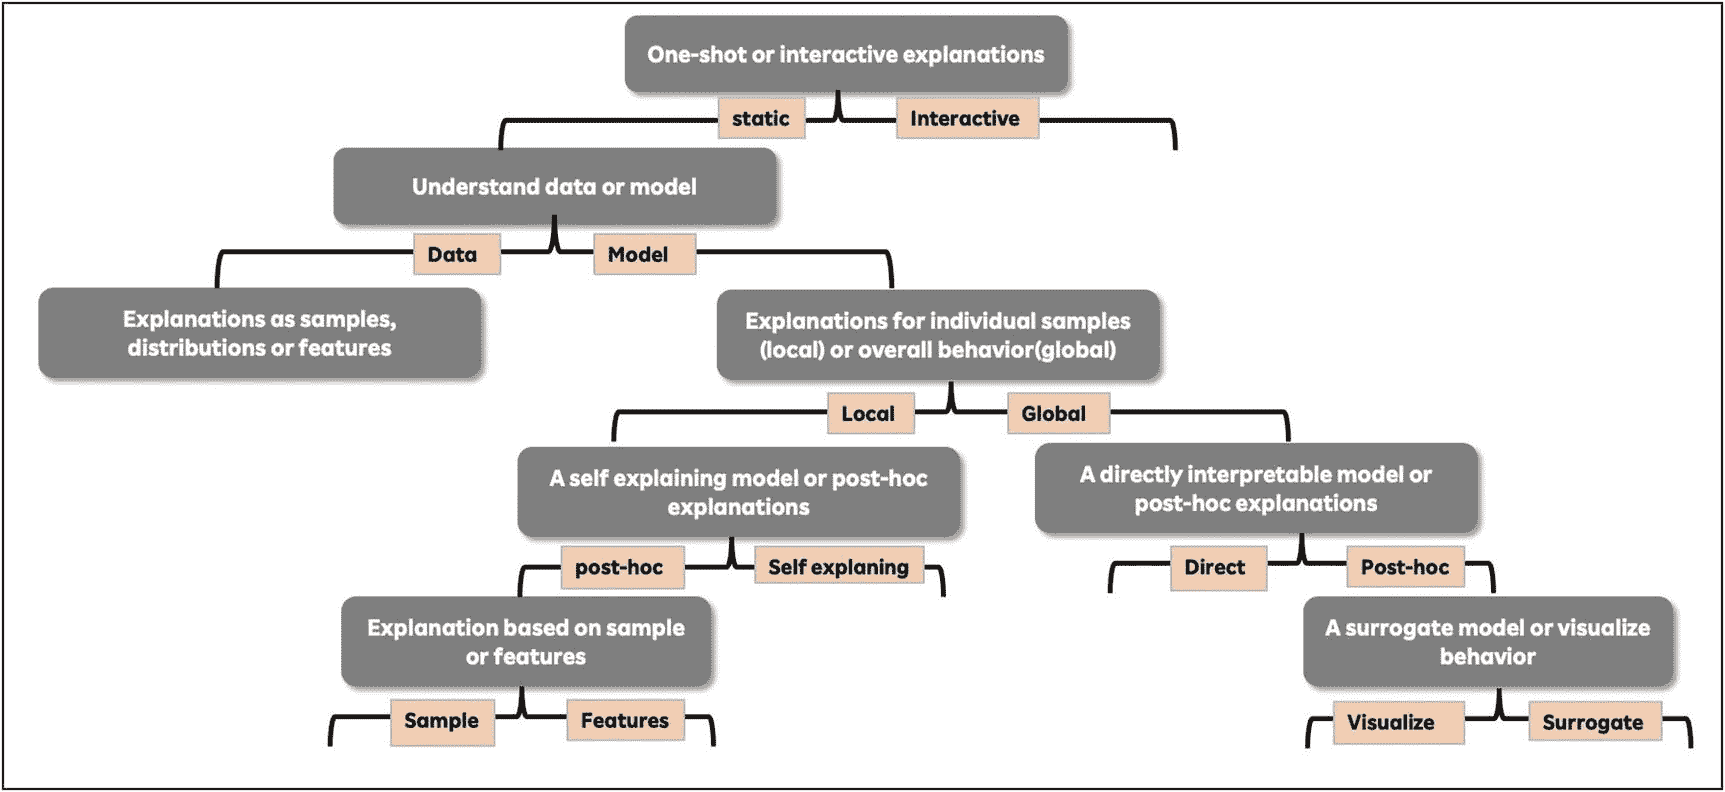 One-shot or interactive explanations
static
Interactive
Understand data or model
Data
Model
Explanations as samples,
distributions or features
Explanations for individual samples
(local) or overall behavior(global)
Local
Global
A self explaining model or post-hoc
explanations
A directly interpretable model or
post-hoc explanations
post-hoc
Self explaning
Direct
Post-hoc
Explanation based on sample
or features
A surrogate model or visualize
behavior
Sample
Features
Visualize
Surrogate